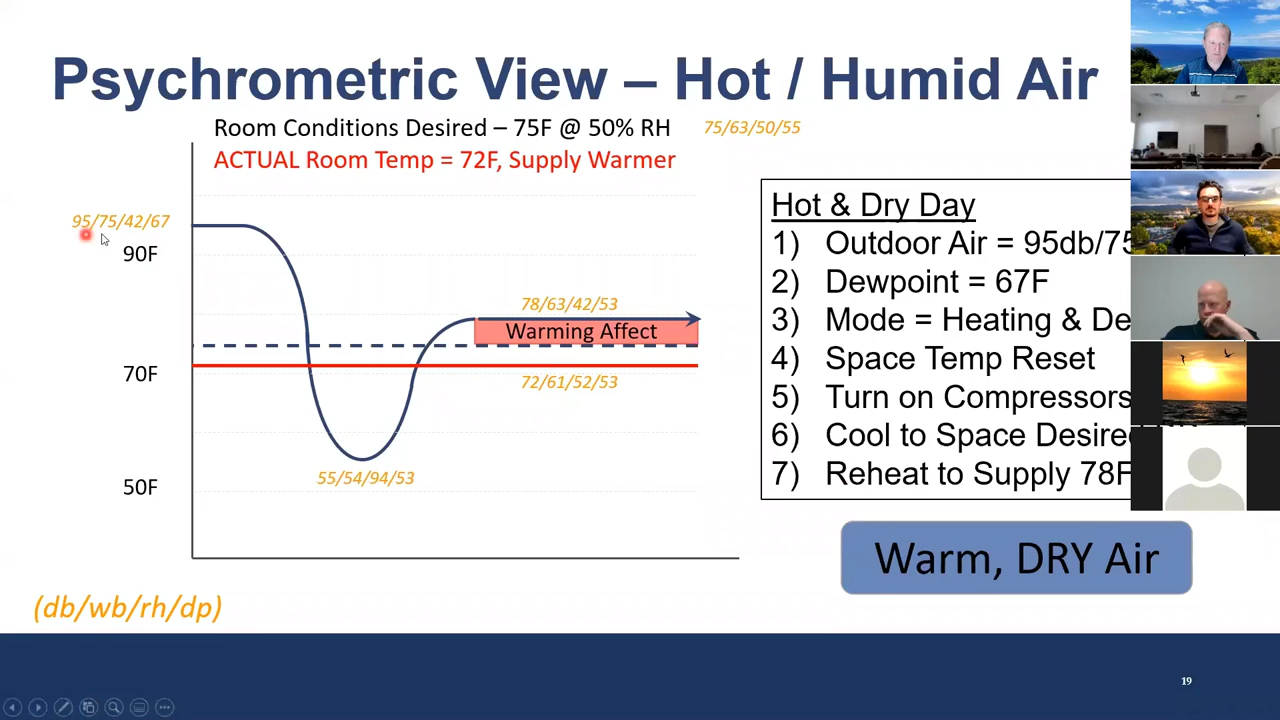 Psychrometric View – Hot / Humid Air
Room Conditions Desired – 75F @ 50% RH
75/63/50/55
ACTUAL Room Temp = 72F, Supply Warmer
95/75/42/67
90F
70F
50F
78/63/42/53
Warming Affect
72/61/52/53
55/54/94/53
(db/wb/rh/dp)
Hot & Dry Day
1) Outdoor Air = 95db/75
2) Dewpoint = 67F
3) Mode = Heating & De
4) Space Temp Reset
5) Turn on Compressors
6) Cool to Space Desire
7) Reheat to Supply 78F
Warm, DRY Air
19